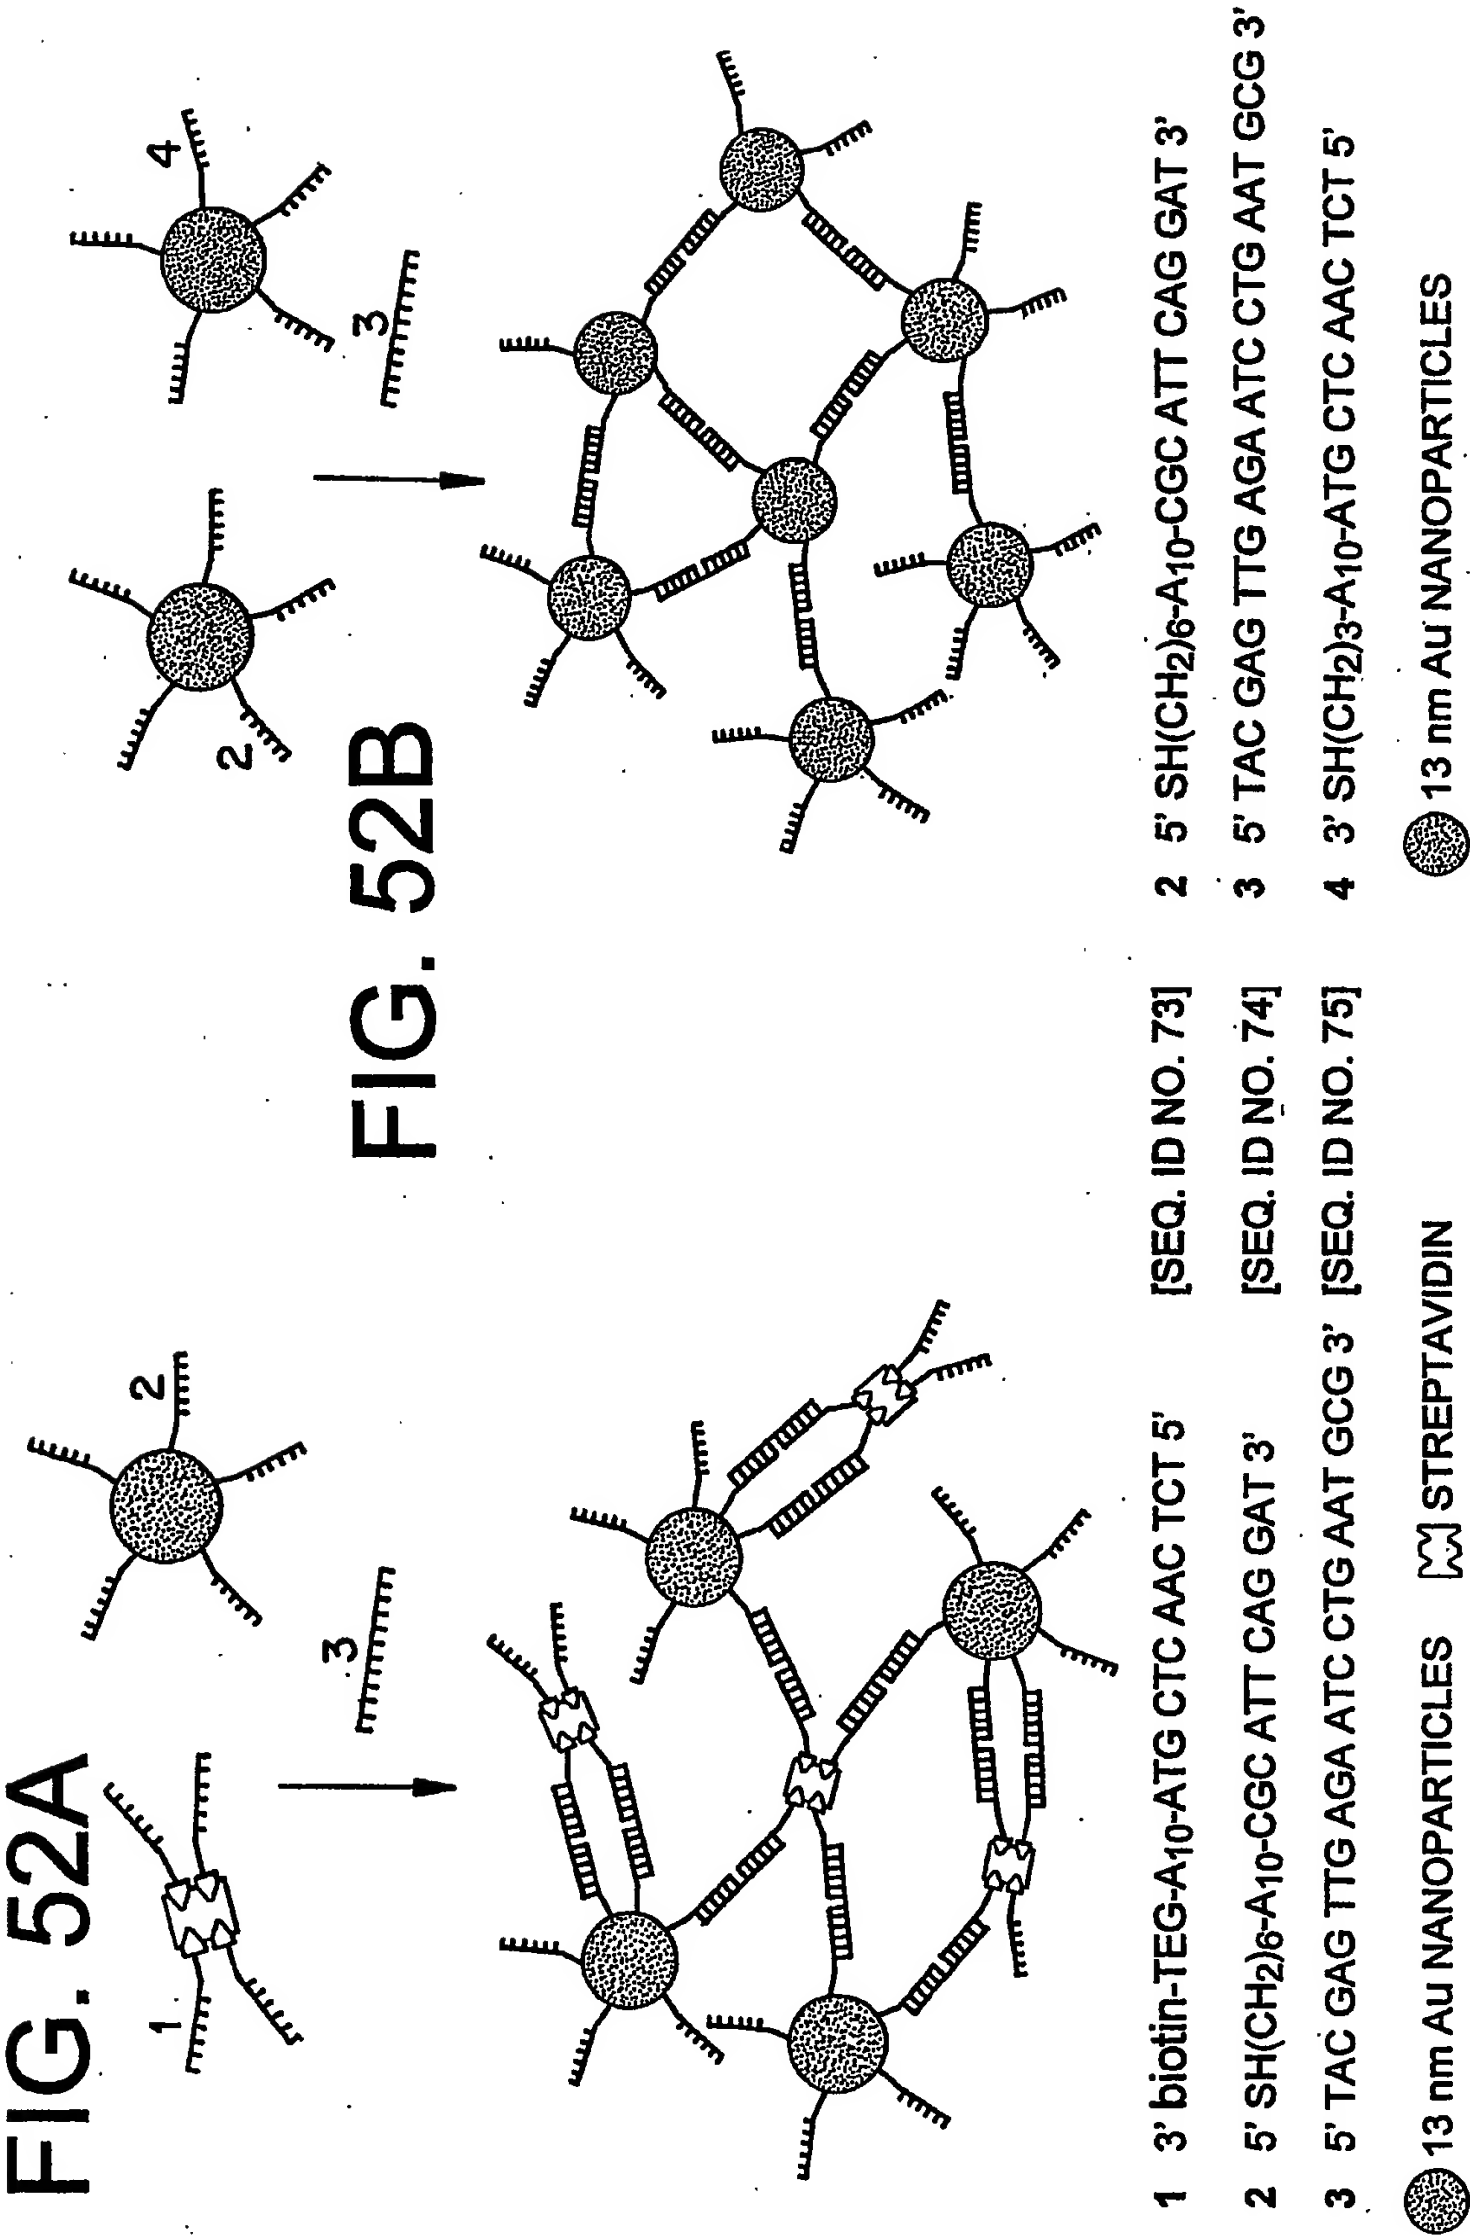 FIG. 52A
1
2
3
1 3' biotin-TEG-A10-ATG CTC AAC TCT 5' [SEQ. ID NO. 73]
2 5' SH(CH2)6-A10-CGC ATT CAG GAT 3' [SEQ. ID NO. 74]
3 5' TAC GAG TTG AGA ATC CTG AAT GCG 3' [SEQ. ID NO. 75]
13 nm Au NANOPARTICLES STREPTAVIDIN
FIG. 52B
2
4
3
2 5' SH(CH2)6-A10-CGC ATT CAG GAT 3'
3 5' TAC GAG TTG AGA ATC CTG AAT GCG 3'
4 3' SH(CH2)3-A10-ATG CTC AAC TCT 5'
13 nm Au NANOPARTICLES